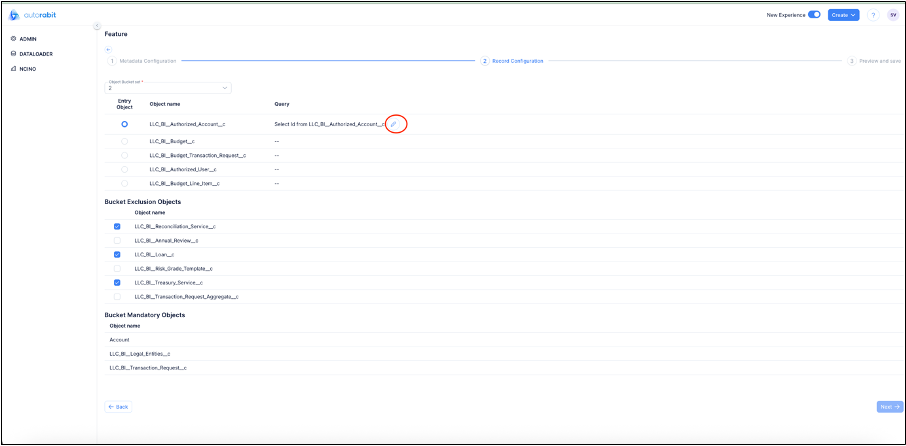 autorabit
New Experience
Create
?
SV
ADMIN
DATALOADER
NCINO
Feature
1 Metadata Configuration
2 Record Configuration
3 Preview and save
Object Bucket set *
2
Entry Object Object name Query
LLC_BI__Authorized_Account__c Select Id from LLC_BI__Authorized_Account__c
LLC_BI__Budget__c --
LLC_BI__Budget_Transaction_Request__c --
LLC_BI__Authorized_User__c --
LLC_BI__Budget_Line_Item__c --
Bucket Exclusion Objects
Object name
LLC_BI__Reconciliation_Service__c
LLC_BI__Annual_Review__c
LLC_BI__Loan__c
LLC_BI__Risk_Grade_Template__c
LLC_BI__Treasury_Service__c
LLC_BI__Transaction_Request_Aggregate__c
Bucket Mandatory Objects
Object name
Account
LLC_BI__Legal_Entities__c
LLC_BI__Transaction_Request__c
Back
Next